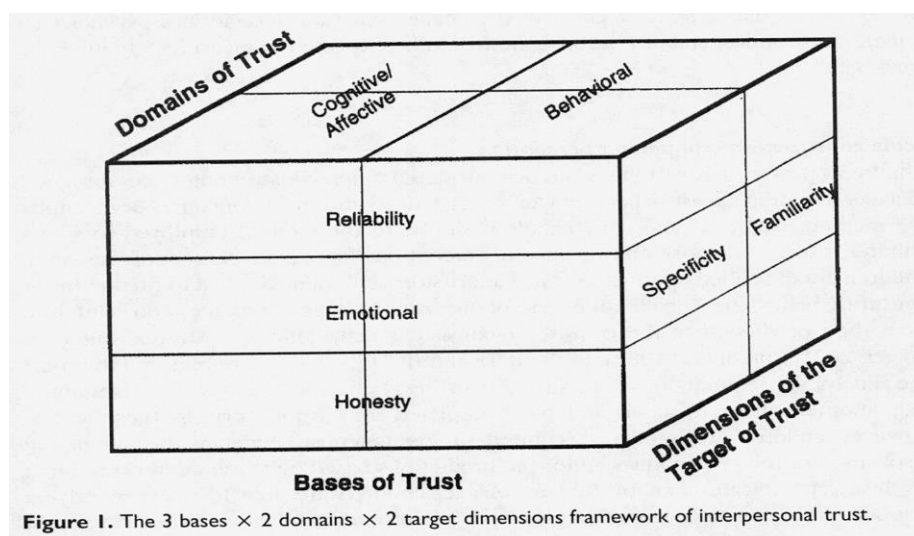 Domains of Trust
Cognitive/
Affective
Behavioral
Reliability
Emotional
Honesty
Specificity
Familiarity
Bases of Trust
Dimensions of the
Target of Trust
Figure 1. The 3 bases × 2 domains × 2 target dimensions framework of interpersonal trust.